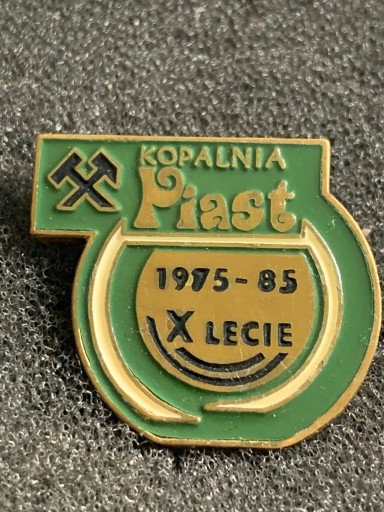 KOPALNIA
Piast
1975-85
X LECIE